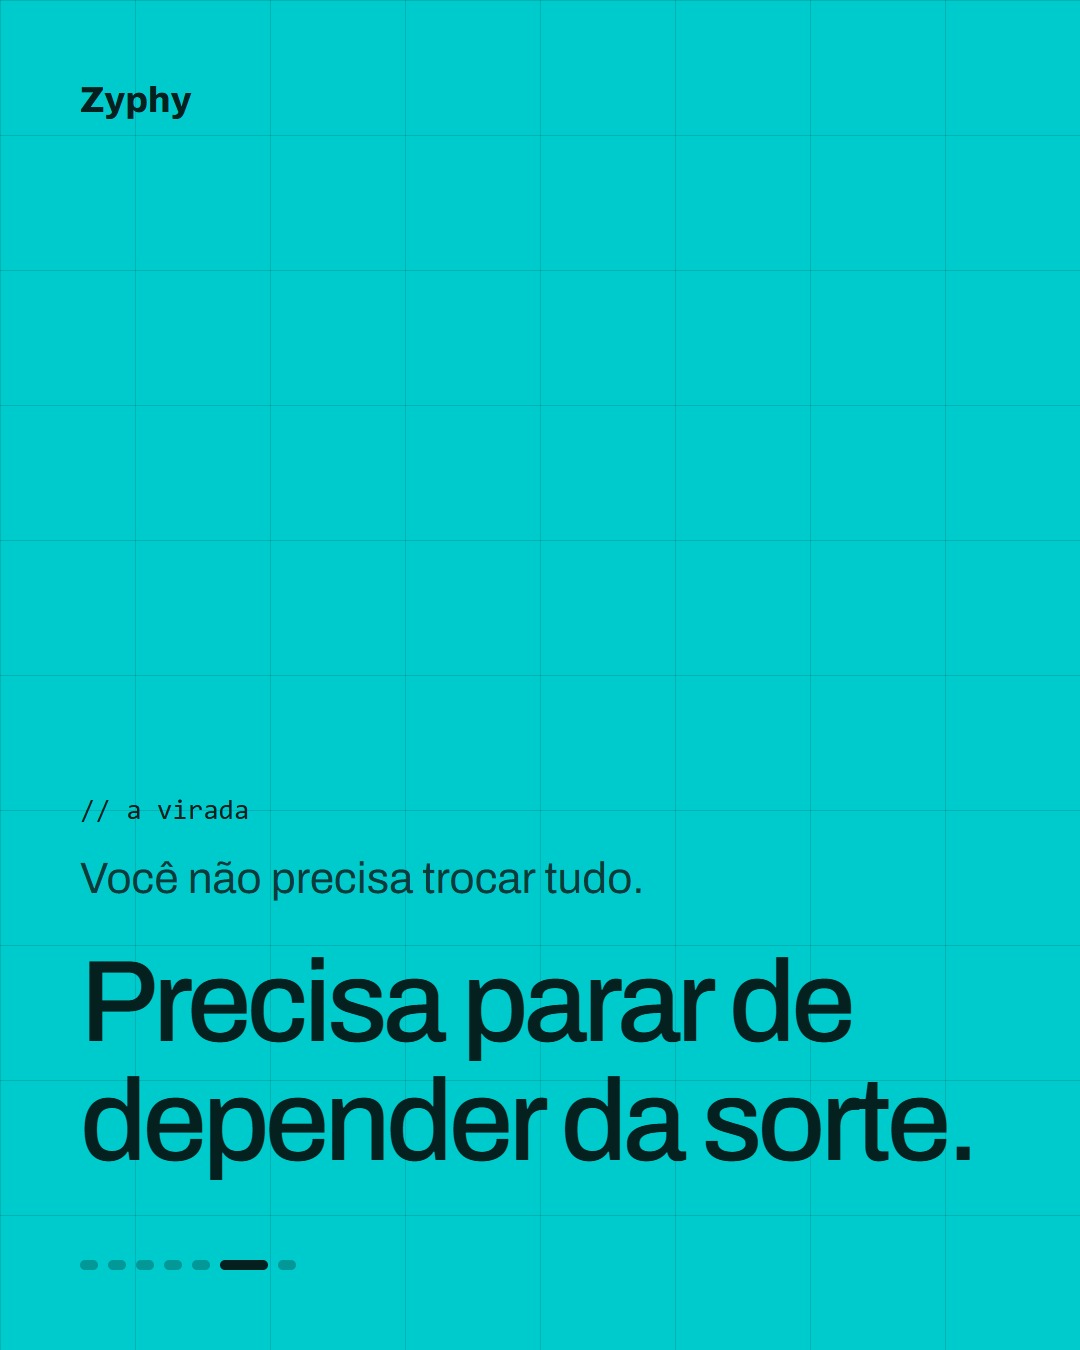 Zyphy
// a virada
Você não precisa trocar tudo.
Precisa parar de
depender da sorte.